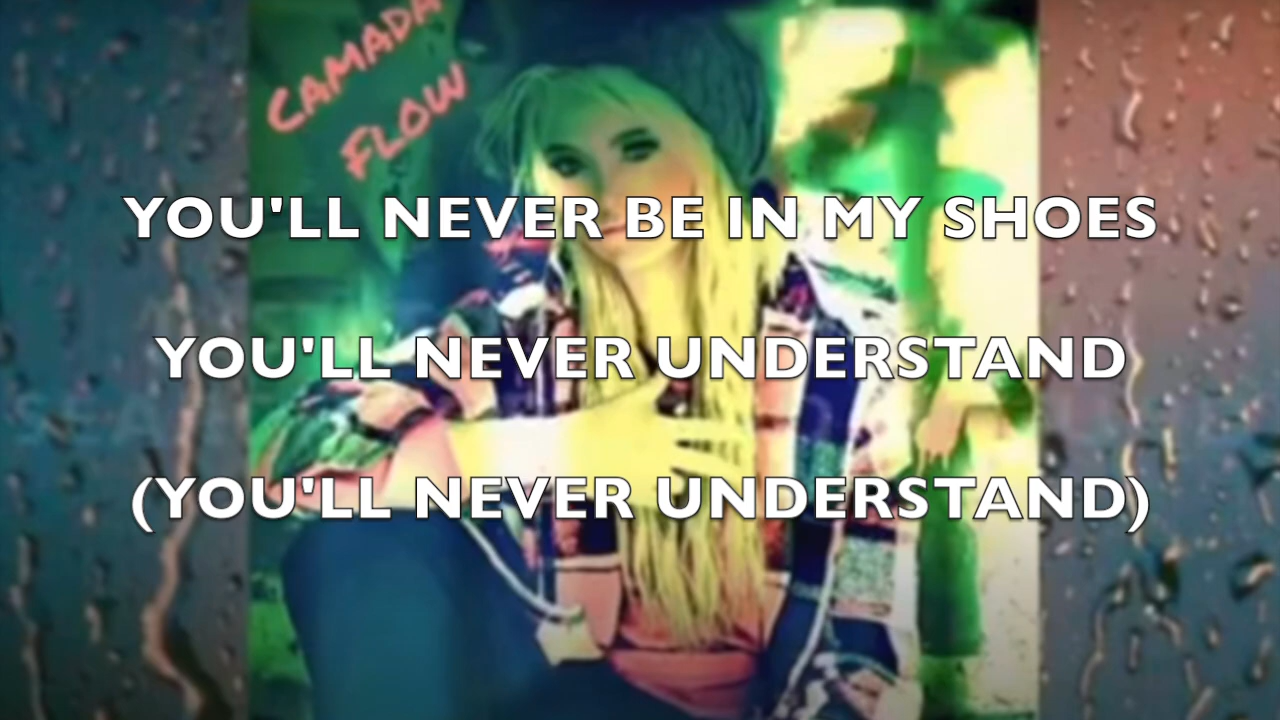 CAMADA
FLOW
YOU'LL NEVER BE IN MY SHOES
YOU'LL NEVER UNDERSTAND
(YOU'LL NEVER UNDERSTAND)